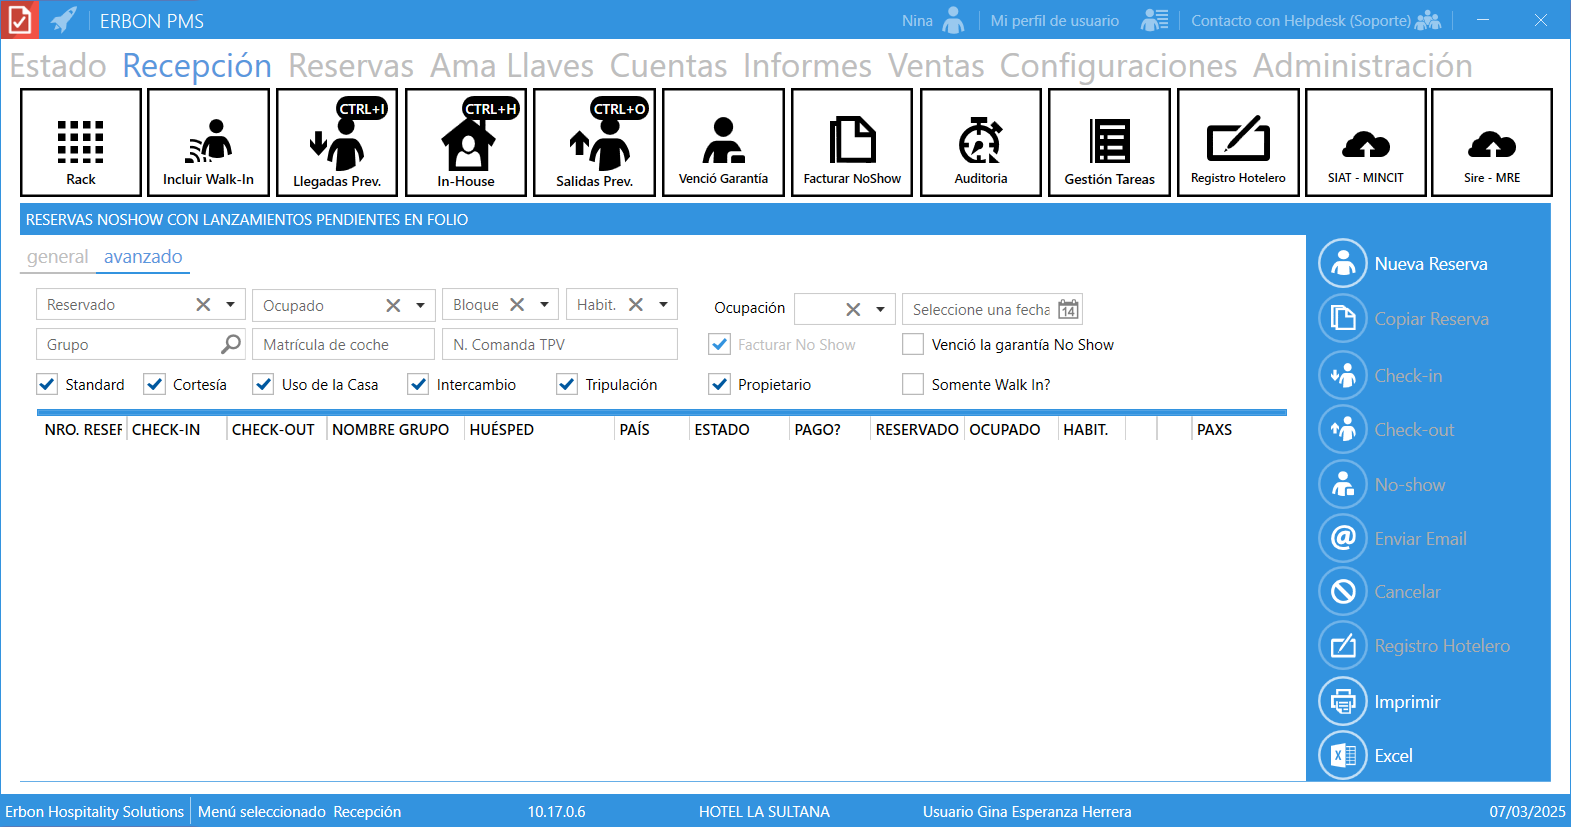 ERBON PMS
Nina
Mi perfil de usuario
Contacto con Helpdesk (Soporte)
Estado Recepción Reservas Ama Llaves Cuentas Informes Ventas Configuraciones Administración
CTRL+I
CTRL+H
CTRL+O
Rack
Incluir Walk-In
Llegadas Prev.
In-House
Salidas Prev.
Venció Garantía
Facturar NoShow
Auditoria
Gestión Tareas
Registro Hotelero
SIAT - MINCIT
Sire - MRE
RESERVAS NOSHOW CON LANZAMIENTOS PENDIENTES EN FOLIO
general
avanzado
Reservado
Ocupado
Bloque
Habit.
Ocupación
Seleccione una fecha
14
Grupo
Matrícula de coche
N. Comanda TPV
Facturar No Show
Venció la garantía No Show
Standard
Cortesía
Uso de la Casa
Intercambio
Tripulación
Propietario
Somente Walk In?
NRO. RESER
CHECK-IN
CHECK-OUT
NOMBRE GRUPO
HUÉSPED
PAÍS
ESTADO
PAGO?
RESERVADO
OCUPADO
HABIT.
PAXS
Nueva Reserva
Copiar Reserva
Check-in
Check-out
No-show
@ Enviar Email
Cancelar
Registro Hotelero
Imprimir
X Excel
Erbon Hospitality Solutions
Menú seleccionado Recepción
10.17.0.6
HOTEL LA SULTANA
Usuario Gina Esperanza Herrera
07/03/2025